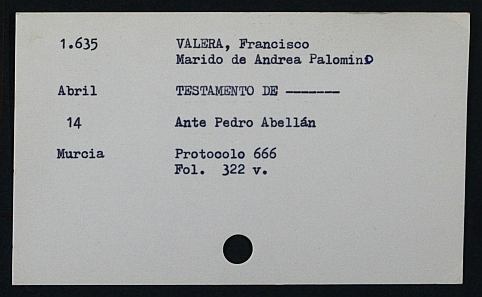 1.635 VALERA, Francisco
Marido de Andrea Palomino
Abril TESTAMENTO DE -------
14 Ante Pedro Abellán
Murcia Protocolo 666
Fol. 322 v.